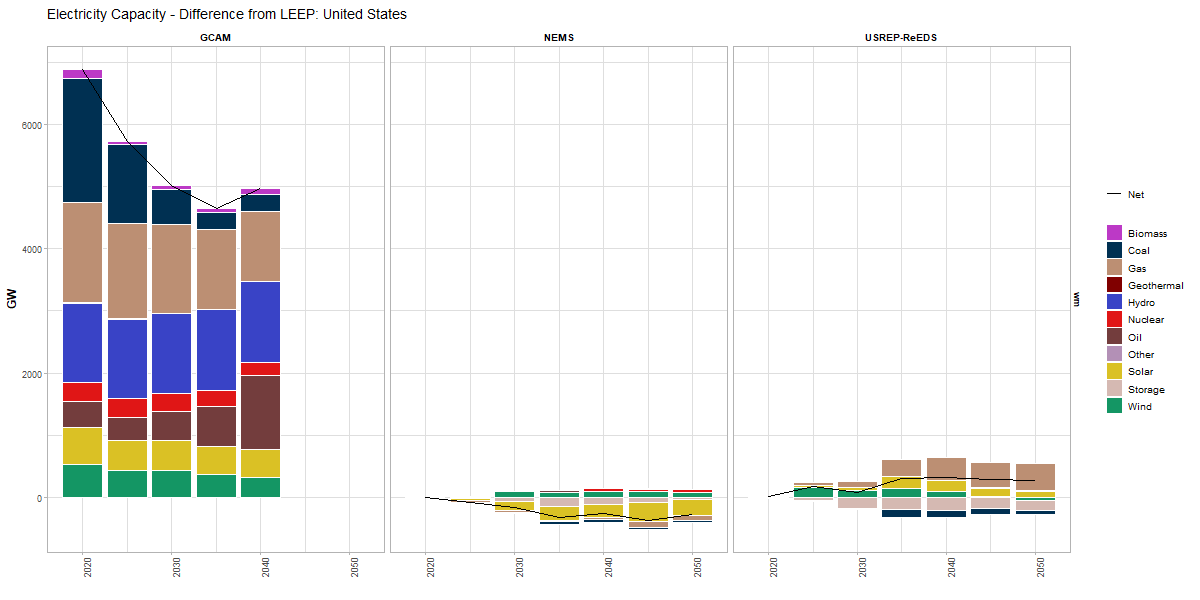 Electricity Capacity - Difference from LEEP: United States
GCAM
NEMS
USREP-ReEDS
GW
6000
4000
2000
0
2020
2030
2040
2050
2020
2030
2040
2050
2020
2030
2040
2050
wm
Net
Biomass
Coal
Gas
Geothermal
Hydro
Nuclear
Oil
Other
Solar
Storage
Wind